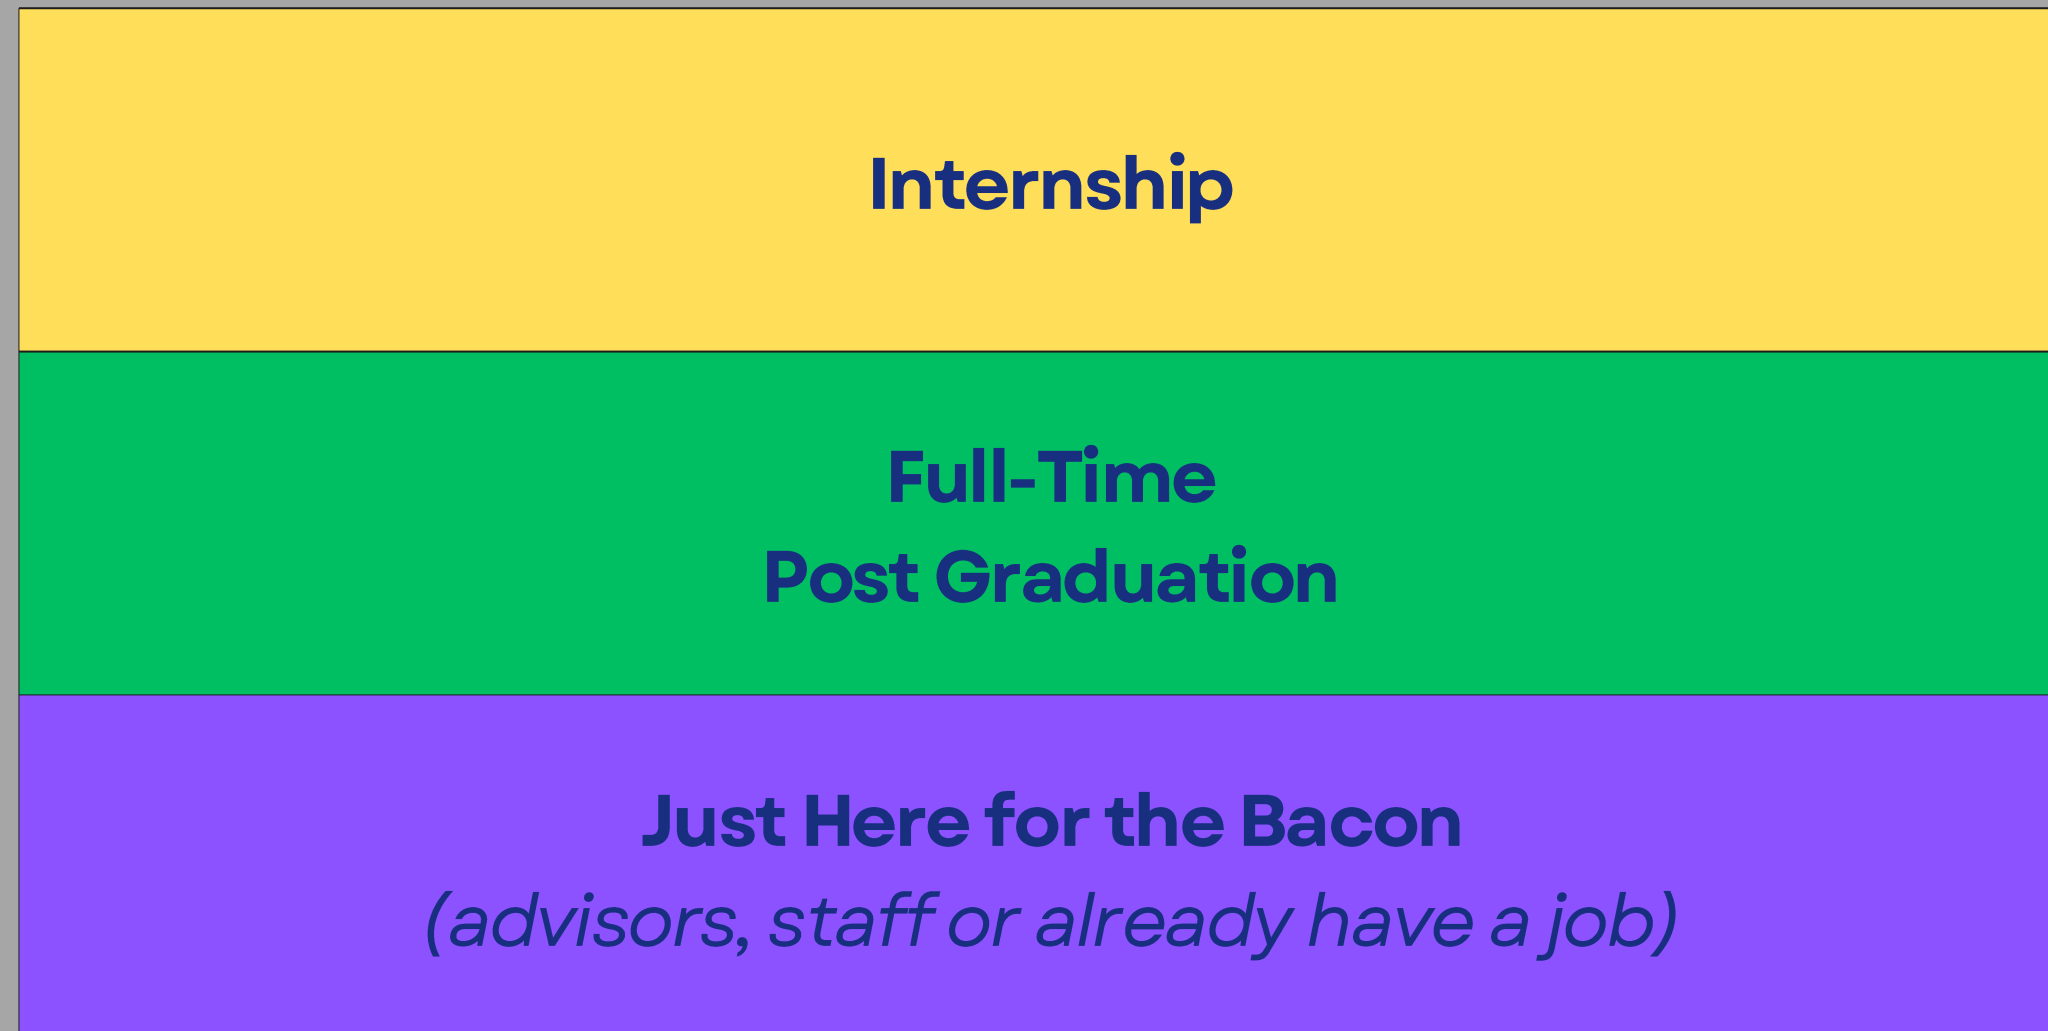 Internship
Full-Time
Post Graduation
Just Here for the Bacon
(advisors, staff or already have a job)